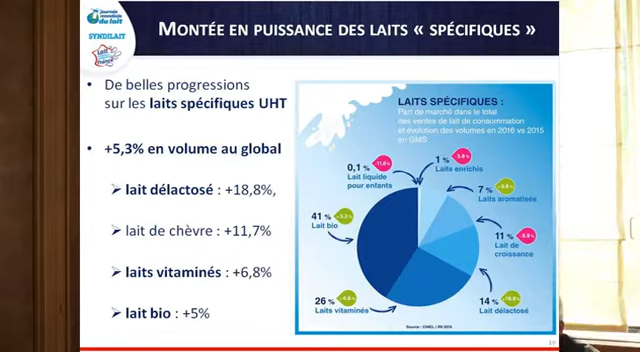 Journée
mondiale
du lait
SYNDILAIT
MONTÉE EN PUISSANCE DES LAITS « SPÉCIFIQUES »
• De belles progressions
sur les laits spécifiques UHT
• +5,3% en volume au global
➢ lait délactosé : +18,8%,
➢ lait de chèvre : +11,7%
➢ laits vitaminés : +6,8%
➢ lait bio : +5%
LAITS SPÉCIFIQUES :
Part de marché dans le total
des ventes de lait de consommation
et évolution des volumes en 2016 vs 2015
en GMS
0,1 %
Lait liquide
pour enfants
1 %
Laits enrichis
7 %
Laits aromatisés
11 %
Lait de
croissance
14 %
Lait délactosé
26 %
Laits vitaminés
41 %
Lait bio